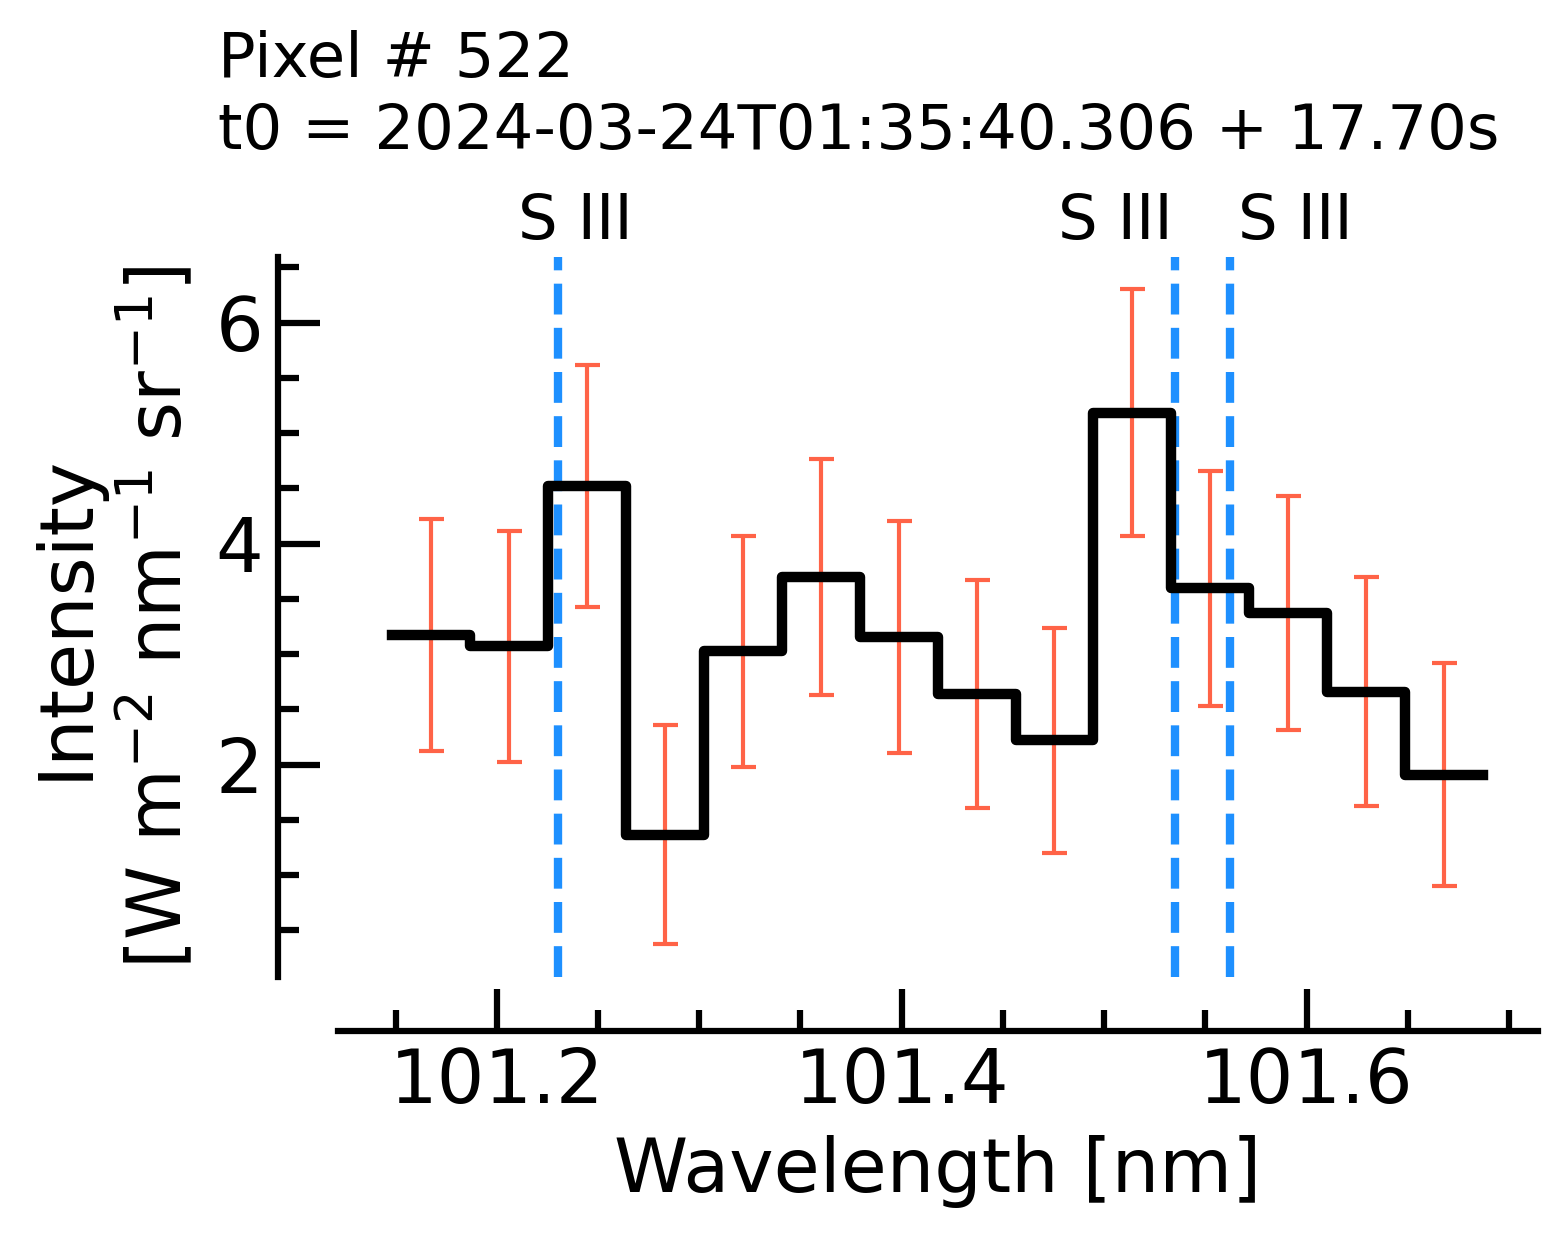 Pixel # 522
t0 = 2024-03-24T01:35:40.306 + 17.70s
S III S III S III
Intensity
[W m⁻² nm⁻¹ sr⁻¹]
6
4
2
101.2 101.4 101.6
Wavelength [nm]